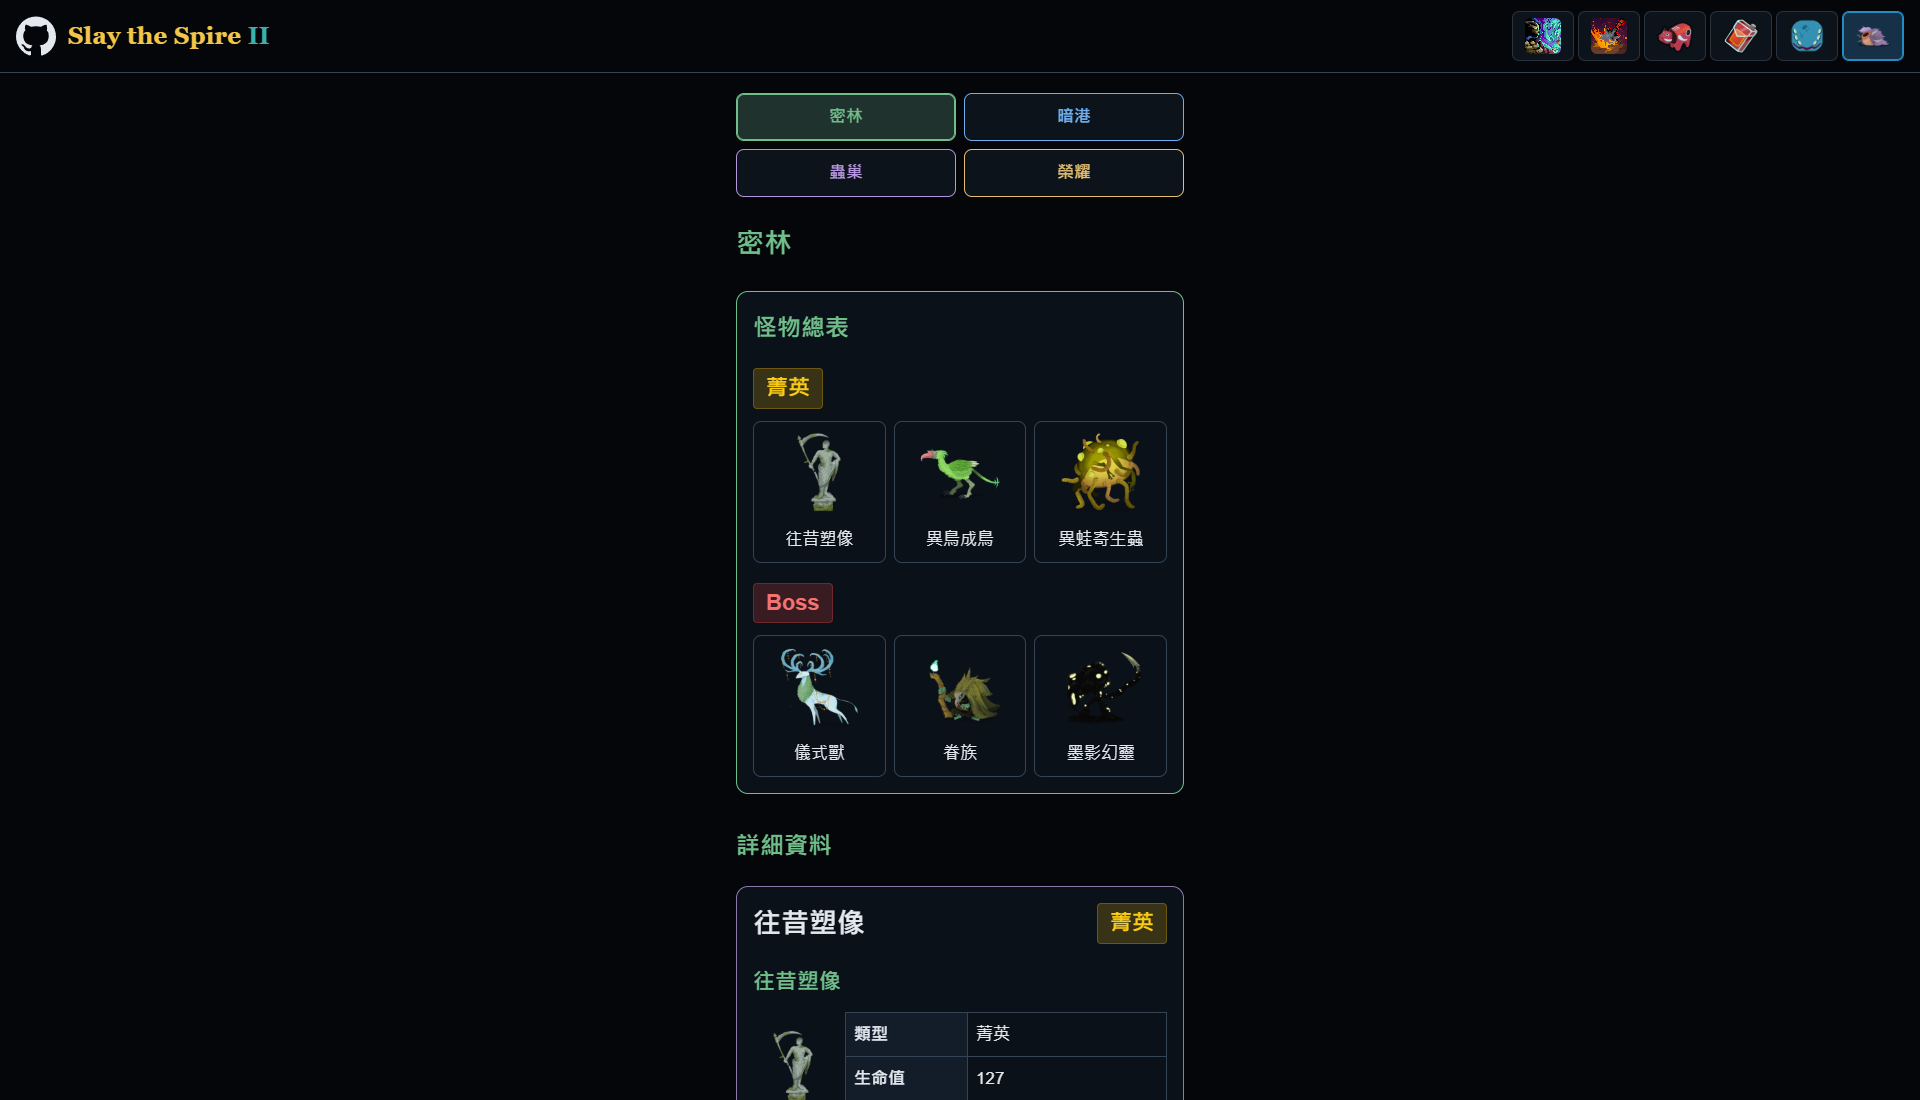 Slay the Spire II
密林
暗港
蟲巢
榮耀
密林
怪物總表
菁英
往昔塑像
異鳥成鳥
異蛙寄生蟲
Boss
儀式獸
眷族
墨影幻靈
詳細資料
往昔塑像
菁英
往昔塑像
類型
菁英
生命值
127